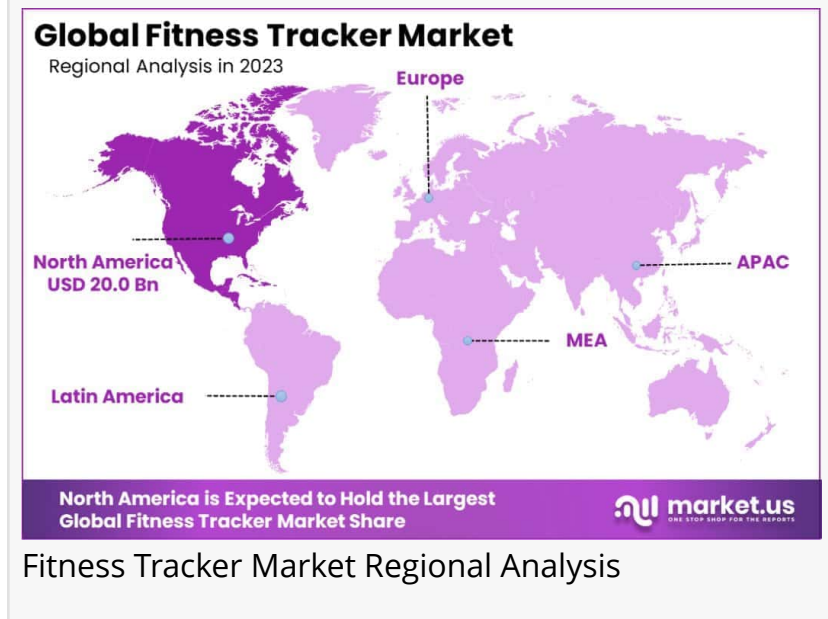 Global Fitness Tracker Market
Regional Analysis in 2023
Europe
North America
USD 20.0 Bn
APAC
MEA
Latin America
North America is Expected to Hold the Largest
Global Fitness Tracker Market Share
market.us
ONE STOP SHOP FOR THE REPORTS
Fitness Tracker Market Regional Analysis